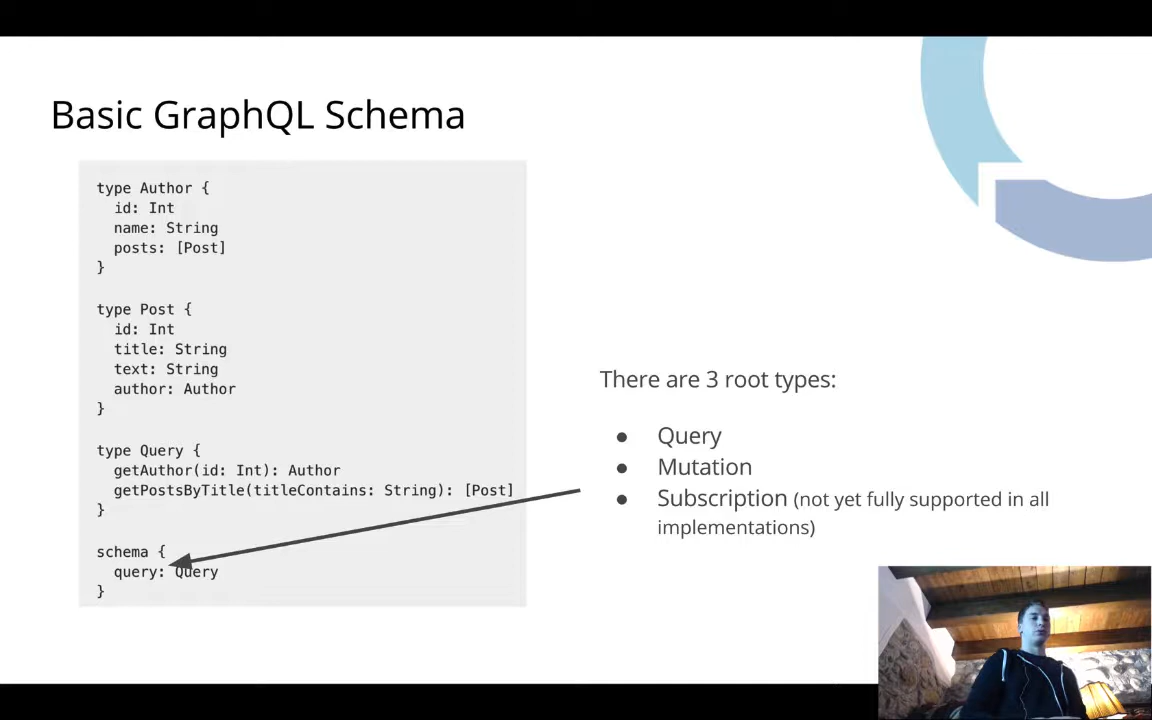 Basic GraphQL Schema
type Author {
  id: Int
  name: String
  posts: [Post]
}
type Post {
  id: Int
  title: String
  text: String
  author: Author
}
type Query {
  getAuthor(id: Int): Author
  getPostsByTitle(titleContains: String): [Post]
}
schema {
  query: Query
}
There are 3 root types:
● Query
● Mutation
● Subscription (not yet fully supported in all
implementations)